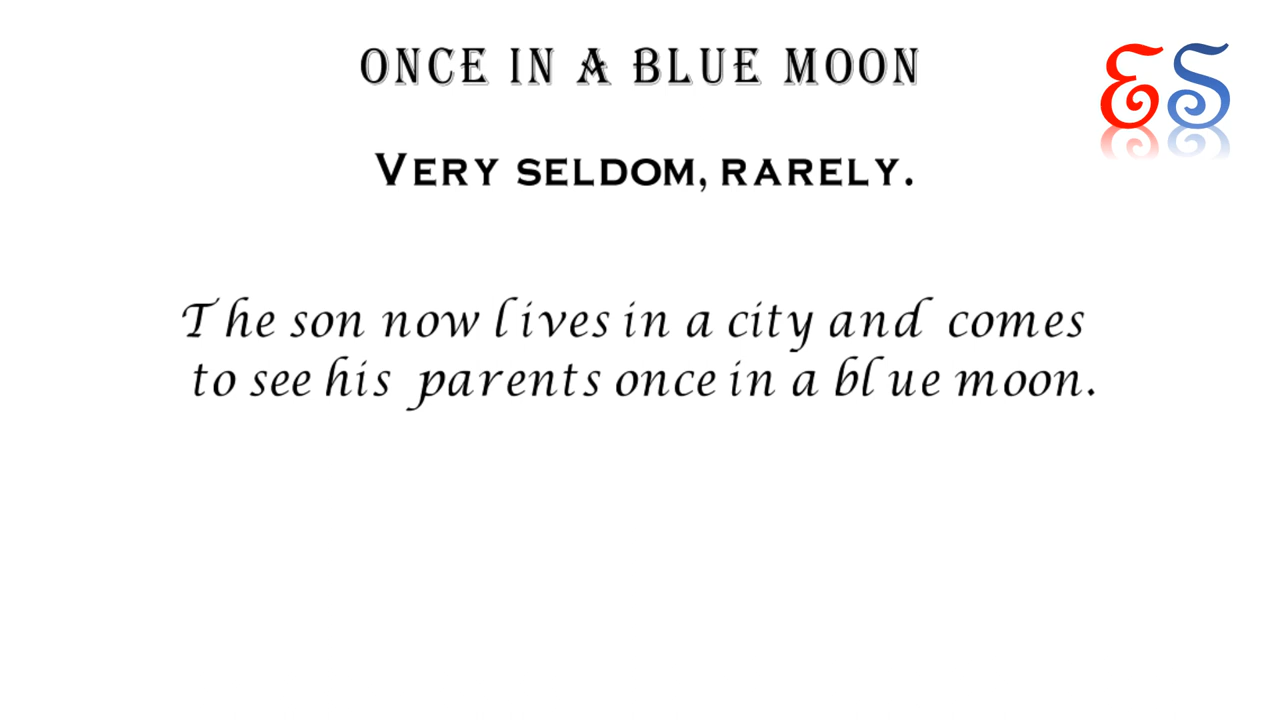 ONCE IN A BLUE MOON
ES
VERY SELDOM, RARELY.
The son now lives in a city and comes
to see his parents once in a blue moon.